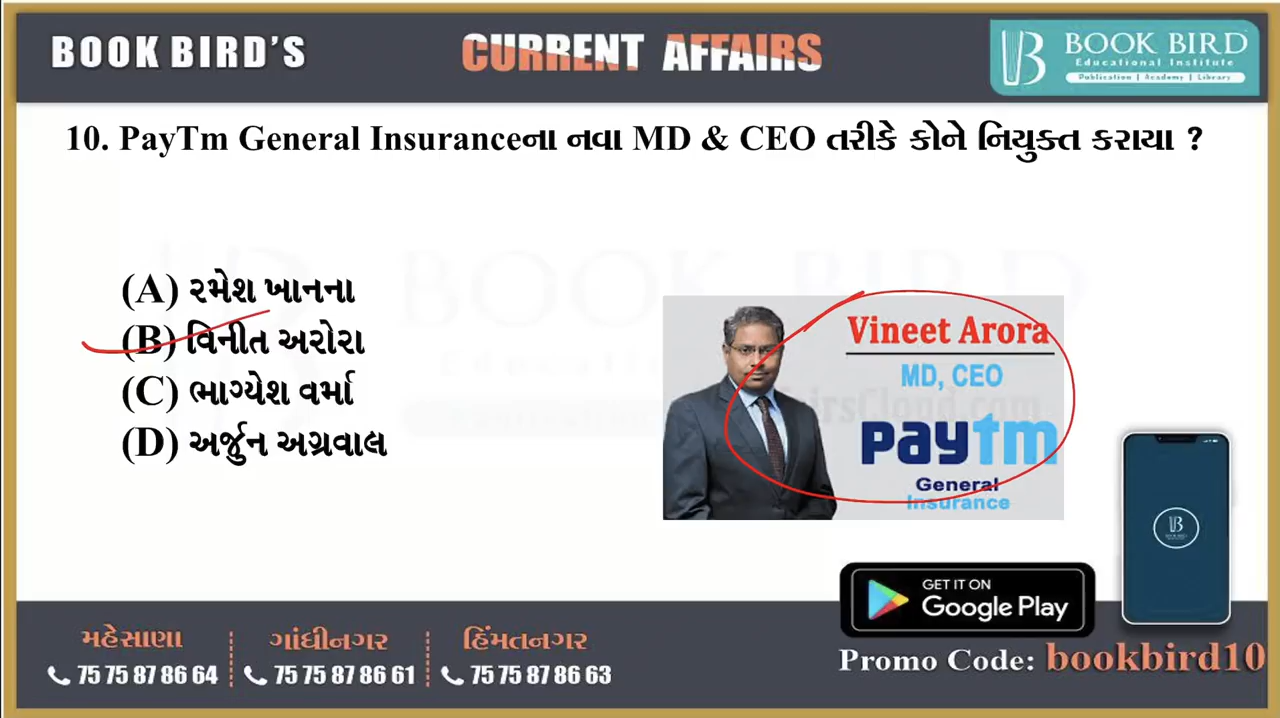 BOOK BIRD'S
CURRENT AFFAIRS
BOOK BIRD
Educational Institute
Publication | Academy | Library
10. PayTm General Insuranceના નવા MD & CEO તરીકે કોને નિયુક્ત કરાયા ?
(A) રમેશ ખાનના
(B) વિનીત અરોરા
(C) ભાગ્યેશ વર્મા
(D) અર્જુન અગ્રવાલ
Vineet Arora
MD, CEO
paytm
General
Insurance
GET IT ON
Google Play
Promo Code: bookbird10
મહેસાણા
75 75 87 86 64
ગાંધીનગર
75 75 87 86 61
હિંમતનગર
75 75 87 86 63